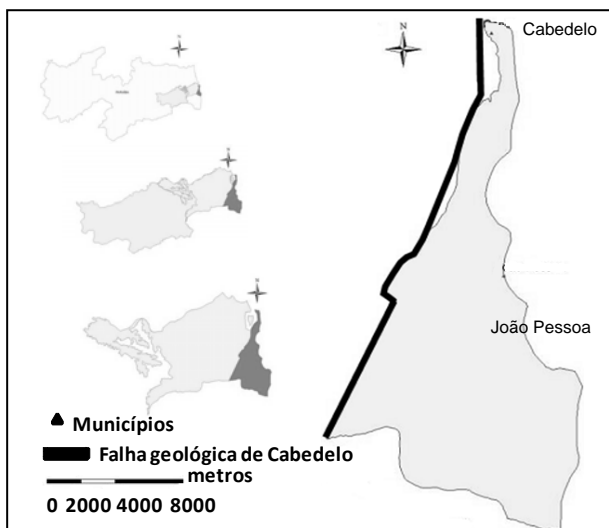 N
Cabedelo
N
João Pessoa
Municípios
Falha geológica de Cabedelo
metros
0 2000 4000 8000